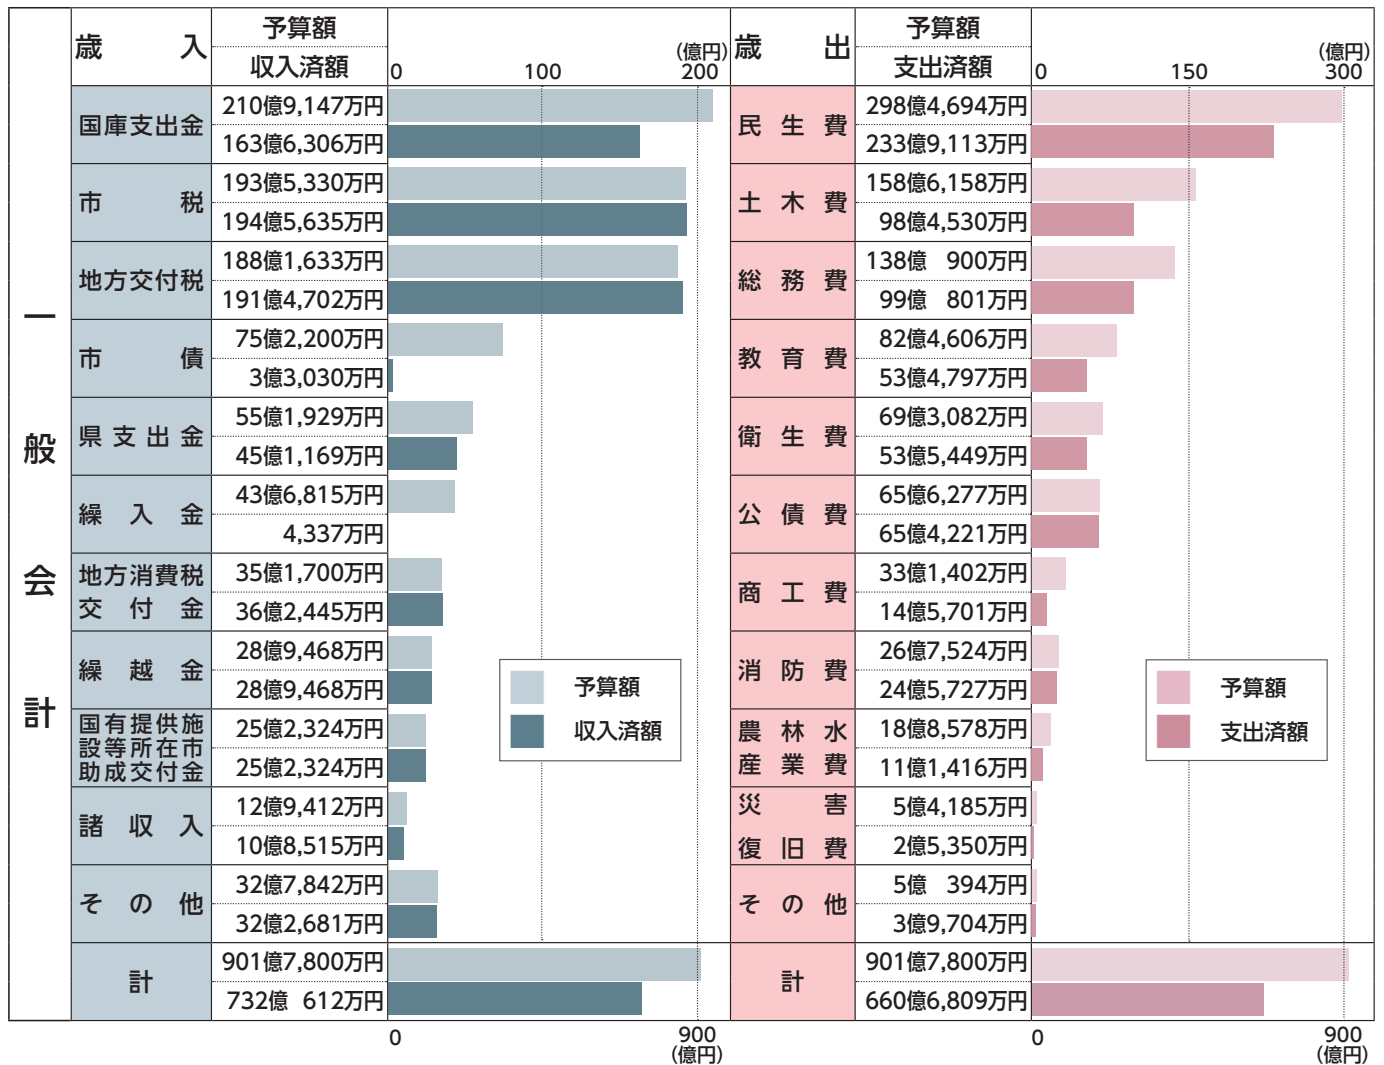 一般会計
歳入
予算額
収入済額
(億円)
0 100 200
国庫支出金
210億9,147万円
163億6,306万円
市税
193億5,330万円
194億5,635万円
地方交付税
188億1,633万円
191億4,702万円
市債
75億2,200万円
3億3,030万円
県支出金
55億1,929万円
45億1,169万円
繰入金
43億6,815万円
4,337万円
地方消費税
交付金
35億1,700万円
36億2,445万円
繰越金
28億9,468万円
28億9,468万円
国有提供施
設等所在市
助成交付金
25億2,324万円
25億2,324万円
諸収入
12億9,412万円
10億8,515万円
その他
32億7,842万円
32億2,681万円
計
901億7,800万円
732億 612万円
0 900
(億円)
予算額
収入済額
歳出
予算額
支出済額
(億円)
0 150 300
民生費
298億4,694万円
233億9,113万円
土木費
158億6,158万円
98億4,530万円
総務費
138億 900万円
99億 801万円
教育費
82億4,606万円
53億4,797万円
衛生費
69億3,082万円
53億5,449万円
公債費
65億6,277万円
65億4,221万円
商工費
33億1,402万円
14億5,701万円
消防費
26億7,524万円
24億5,727万円
農林水
産業費
18億8,578万円
11億1,416万円
災害
復旧費
5億4,185万円
2億5,350万円
その他
5億 394万円
3億9,704万円
計
901億7,800万円
660億6,809万円
0 900
(億円)
予算額
支出済額